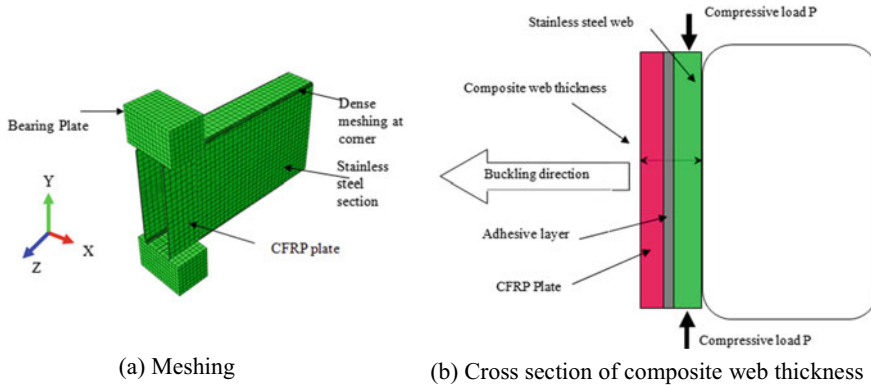 Bearing Plate
Dense
meshing at
corner
Stainless
steel
section
CFRP plate
Y
X
Z
(a) Meshing
Compressive load P
Stainless steel web
Composite web thickness
Buckling direction
Adhesive layer
CFRP Plate
Compressive load P
(b) Cross section of composite web thickness